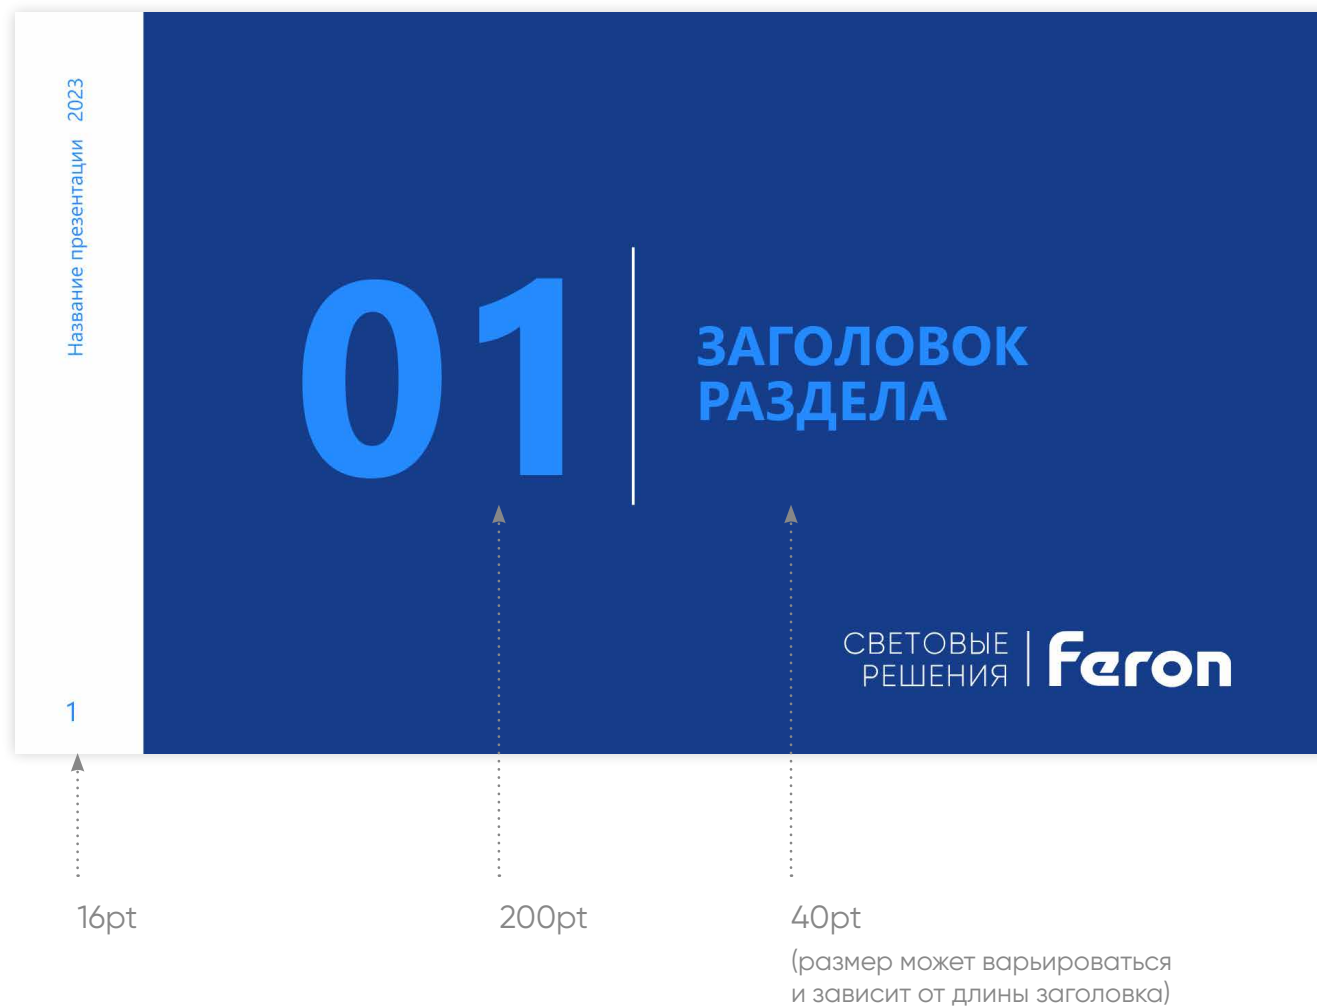 Название презентации 2023
01
ЗАГОЛОВОК
РАЗДЕЛА
СВЕТОВЫЕ
РЕШЕНИЯ
Feron
1
16pt
200pt
40pt
(размер может варьироваться
и зависит от длины заголовка)